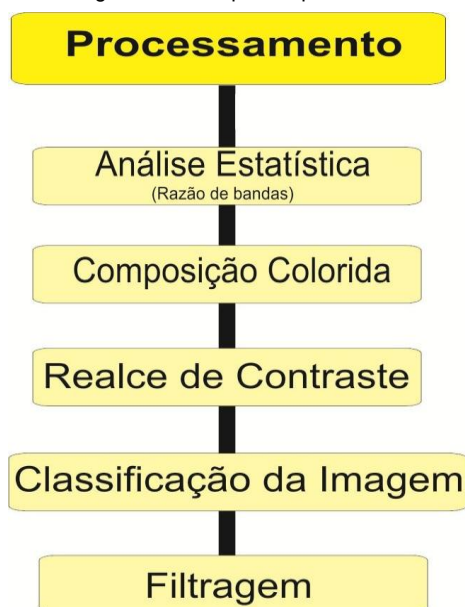 Processamento
Análise Estatística
(Razão de bandas)
Composição Colorida
Realce de Contraste
Classificação da Imagem
Filtragem